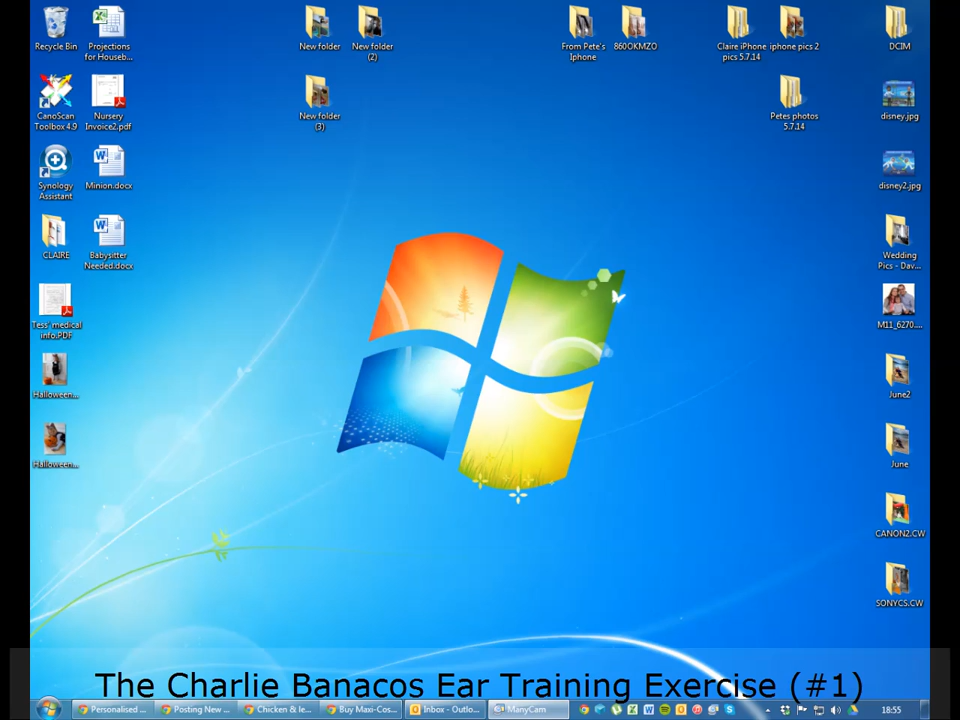 Recycle Bin
Projections
for Houseb...
New folder
New folder
(2)
From Pete's
Iphone
860OKMZO
Claire iPhone
pics 5.7.14
iphone pics 2
DCIM
CanoScan
Toolbox 4.9
Nursery
Invoice2.pdf
New folder
(3)
Petes photos
5.7.14
disney.jpg
Synology
Assistant
Minion.docx
disney2.jpg
CLAIRE
Babysitter
Needed.docx
Wedding
Pics - Dav...
Tess' medical
info.PDF
M11_6270....
Halloween...
June2
Halloween...
June
CANON2.CW
SONYCS.CW
The Charlie Banacos Ear Training Exercise (#1)
Personalised ...
Posting New ...
Chicken & le...
Buy Maxi-Cos...
Inbox - Outlo...
ManyCam
18:55